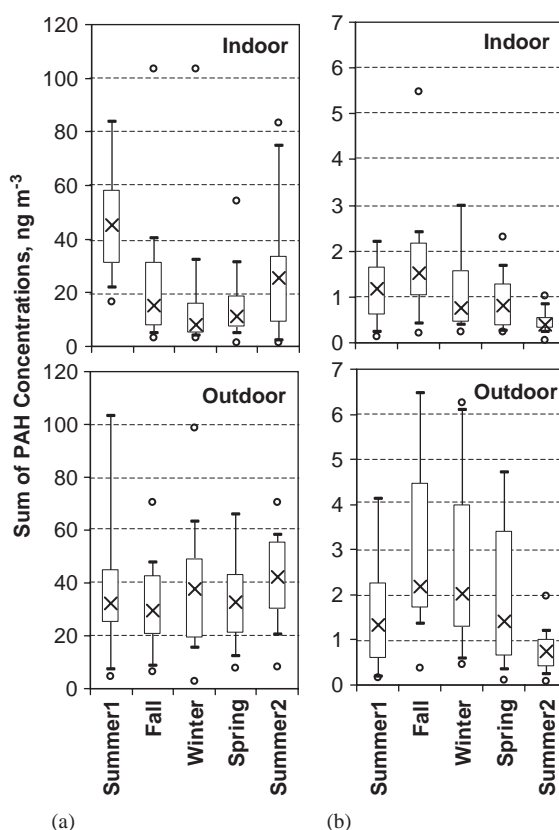 Sum of PAH Concentrations, ng m⁻³
120
100
80
60
40
20
0
Indoor
7
6
5
4
3
2
1
0
Indoor
120
100
80
60
40
20
0
Outdoor
7
6
5
4
3
2
1
0
Outdoor
Summer1
Fall
Winter
Spring
Summer2
Summer1
Fall
Winter
Spring
Summer2
(a)
(b)